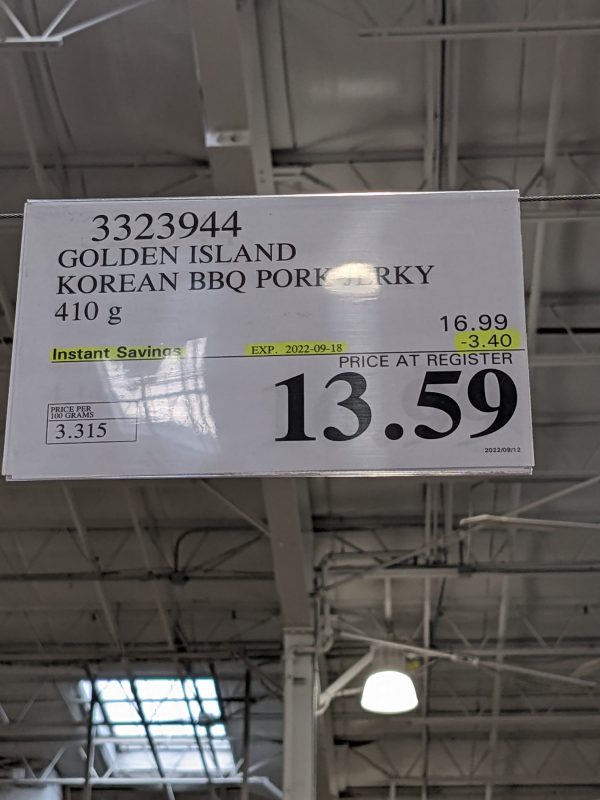 3323944
GOLDEN ISLAND
KOREAN BBQ PORK JERKY
410 g
16.99
-3.40
Instant Savings EXP. 2022-09-18
PRICE AT REGISTER
13.59
PRICE PER
100 GRAMS
3.315
2022/09/12